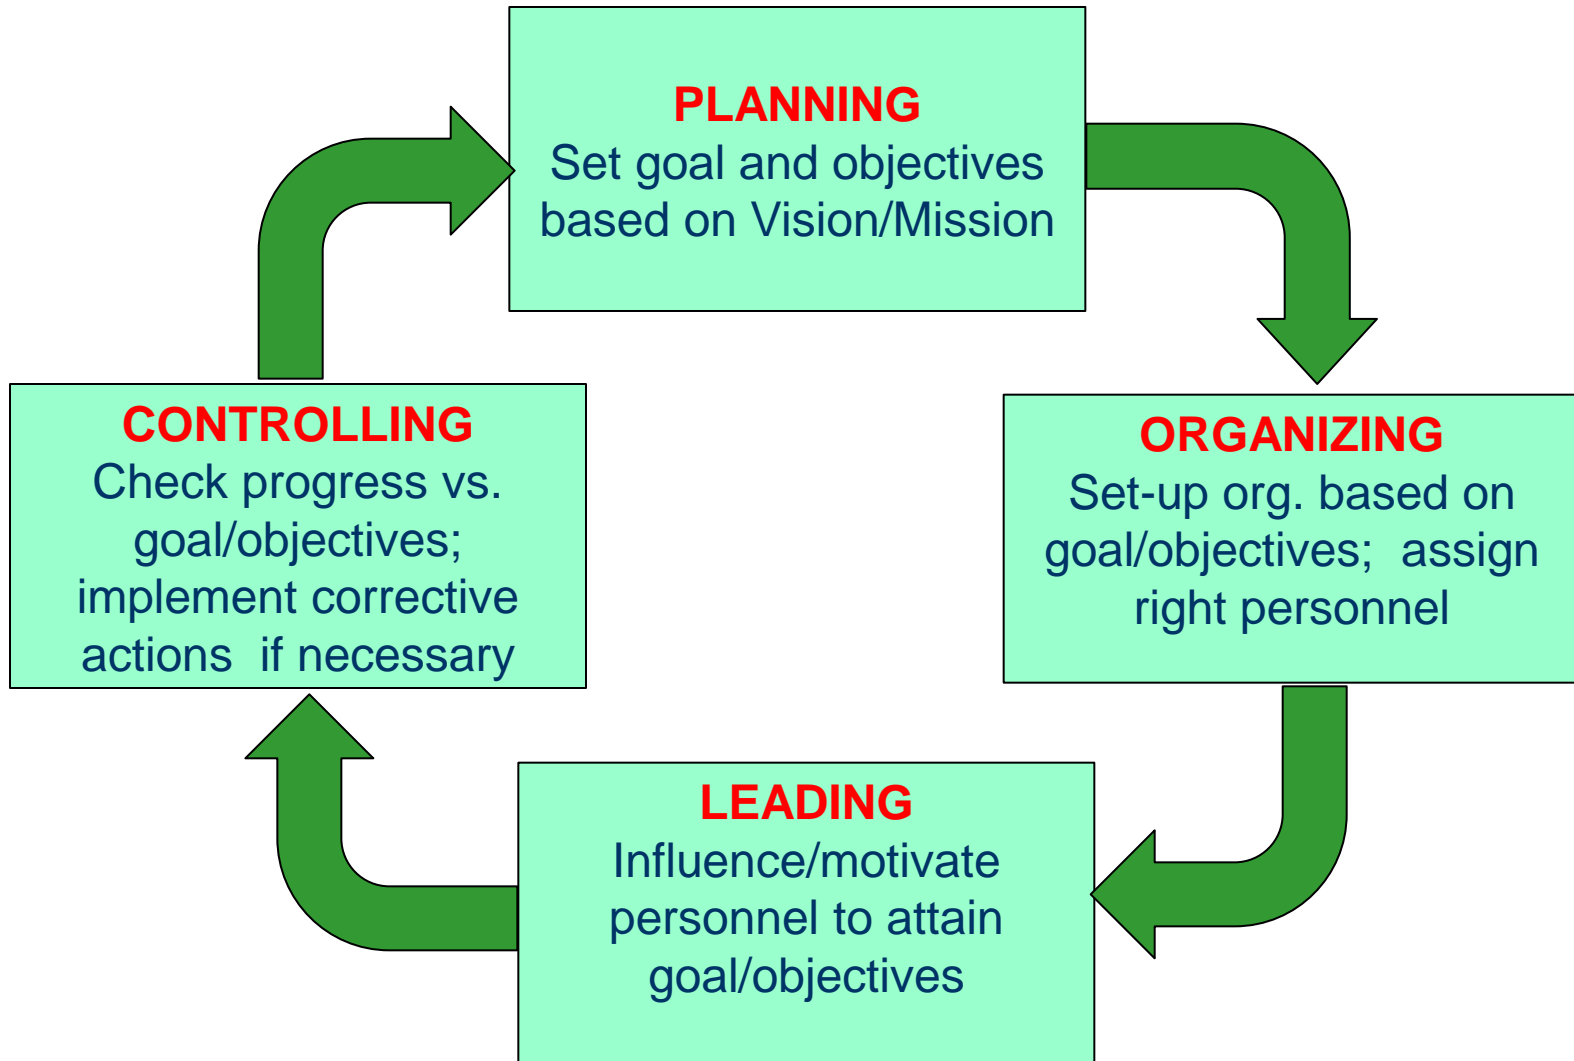 PLANNING
Set goal and objectives
based on Vision/Mission
CONTROLLING
Check progress vs.
goal/objectives;
implement corrective
actions  if necessary
ORGANIZING
Set-up org. based on
goal/objectives;  assign
right personnel
LEADING
Influence/motivate
personnel to attain
goal/objectives